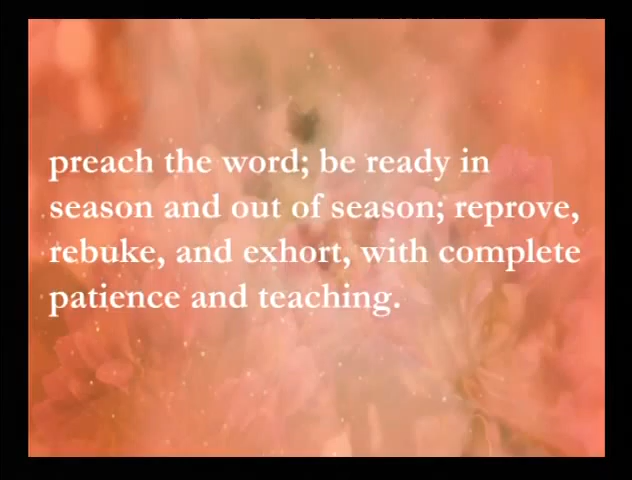 preach the word; be ready in
season and out of season; reprove,
rebuke, and exhort, with complete
patience and teaching.